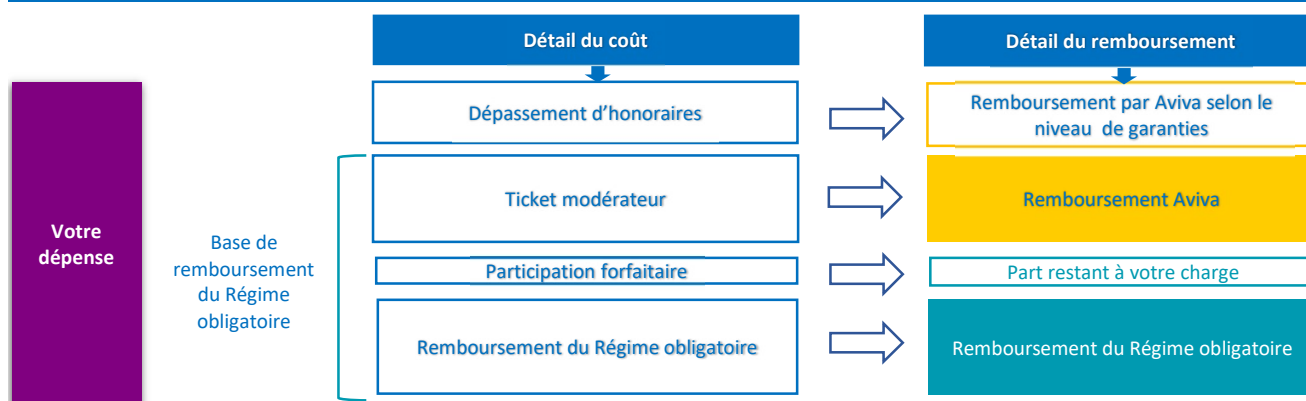 Détail du coût
Détail du remboursement
Dépassement d’honoraires
Remboursement par Aviva selon le
niveau de garanties
Votre
dépense
Base de
remboursement
du Régime
obligatoire
Ticket modérateur
Remboursement Aviva
Participation forfaitaire
Part restant à votre charge
Remboursement du Régime obligatoire
Remboursement du Régime obligatoire